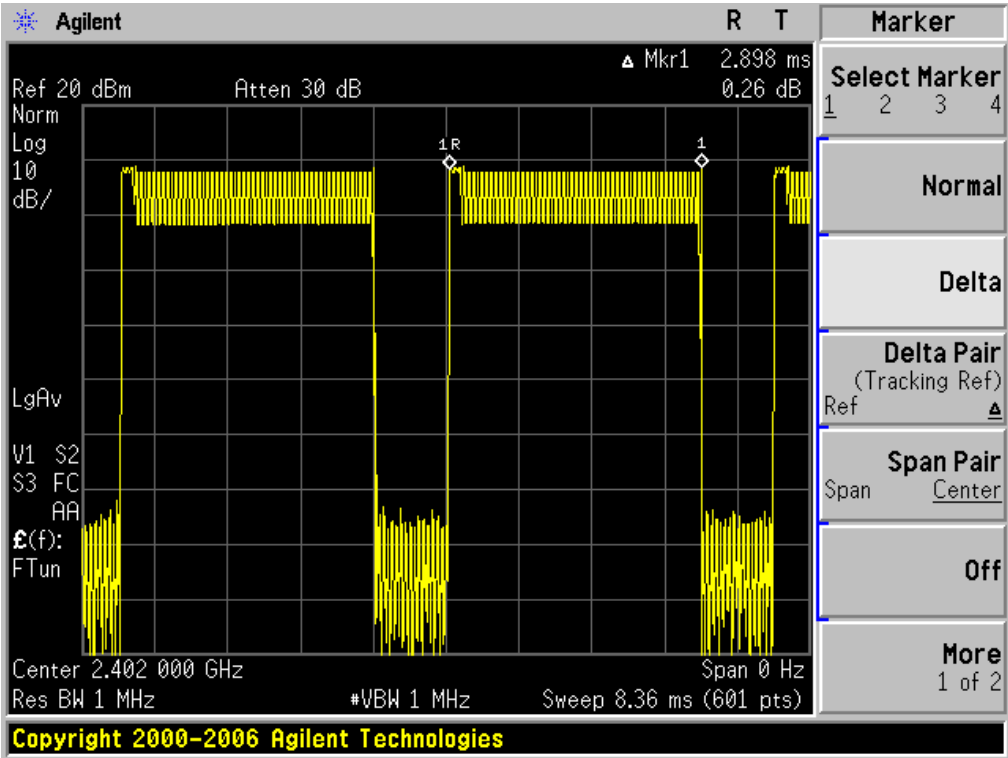 Agilent R T
Δ Mkr1 2.898 ms
Ref 20 dBm Atten 30 dB 0.26 dB
Norm
Log
10
dB/
1R
1
LgAv
V1 S2
S3 FC
AA
£(f):
FTun
Center 2.402 000 GHz Span 0 Hz
Res BW 1 MHz #VBW 1 MHz Sweep 8.36 ms (601 pts)
Copyright 2000-2006 Agilent Technologies
Marker
Select Marker
1 2 3 4
Normal
Delta
Delta Pair
(Tracking Ref)
Ref Δ
Span Pair
Span Center
Off
More
1 of 2